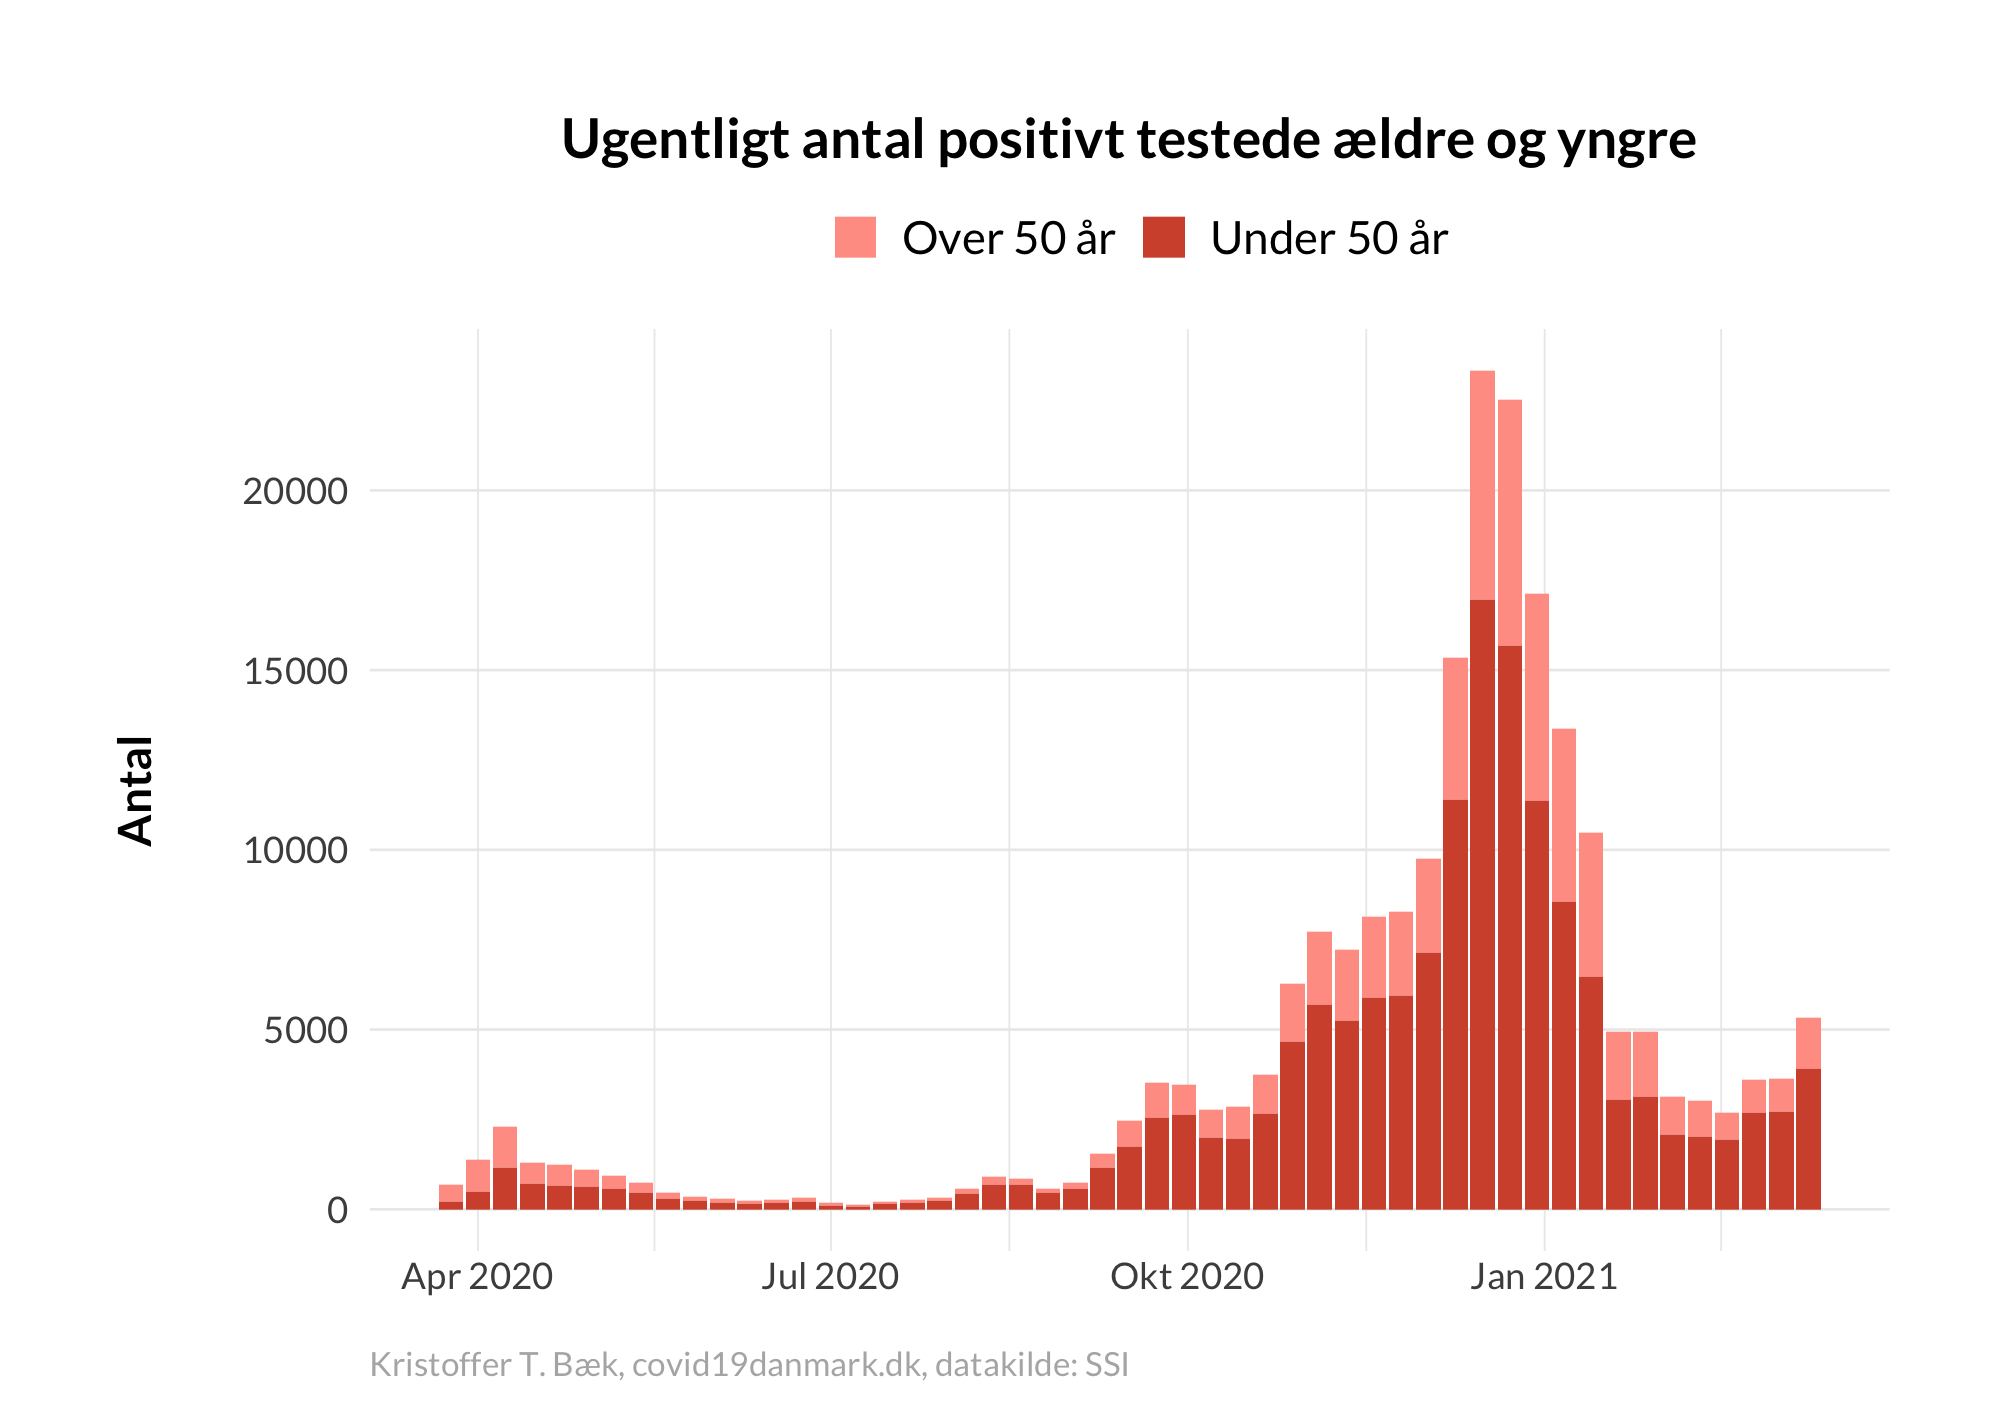 Ugentligt antal positivt testede ældre og yngre
Over 50 år Under 50 år
Antal
20000
15000
10000
5000
0
Apr 2020 Jul 2020 Okt 2020 Jan 2021
Kristoffer T. Bæk, covid19danmark.dk, datakilde: SSI